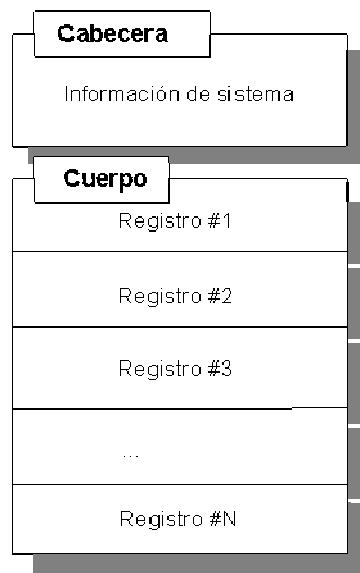 Cabecera
Información de sistema
Cuerpo
Registro #1
Registro #2
Registro #3
...
Registro #N